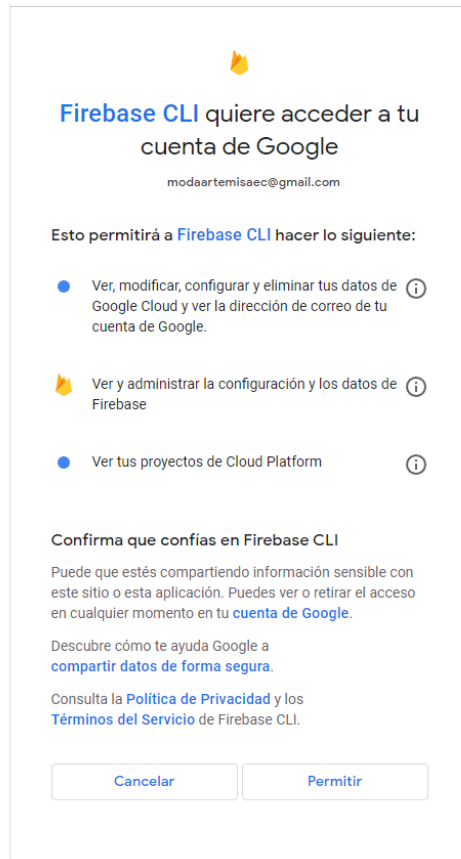 Firebase CLI quiere acceder a tu
cuenta de Google
modaartemisaec@gmail.com
Esto permitirá a Firebase CLI hacer lo siguiente:
Ver, modificar, configurar y eliminar tus datos de
Google Cloud y ver la dirección de correo de tu
cuenta de Google.
Ver y administrar la configuración y los datos de
Firebase
Ver tus proyectos de Cloud Platform
Confirma que confías en Firebase CLI
Puede que estés compartiendo información sensible con
este sitio o esta aplicación. Puedes ver o retirar el acceso
en cualquier momento en tu cuenta de Google.
Descubre cómo te ayuda Google a
compartir datos de forma segura.
Consulta la Política de Privacidad y los
Términos del Servicio de Firebase CLI.
Cancelar
Permitir